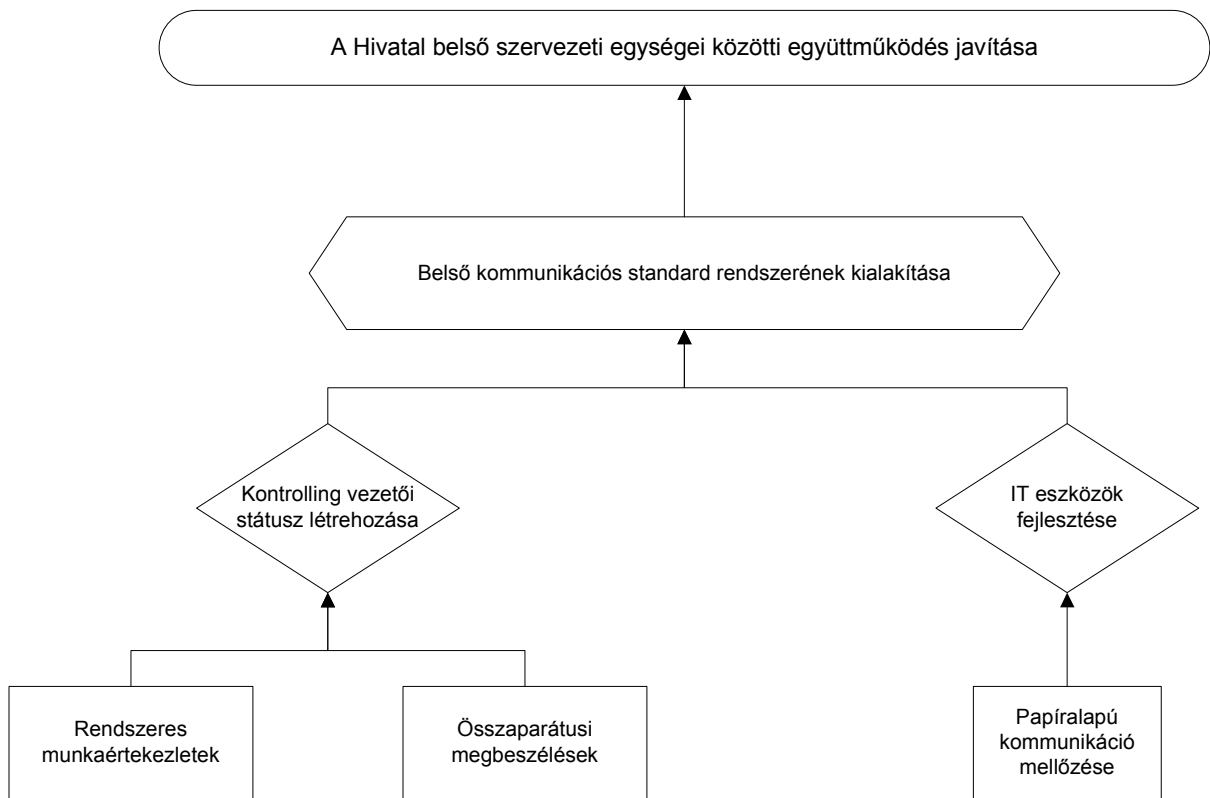 A Hivatal belső szervezeti egységei közötti együttműködés javítása
Belső kommunikációs standard rendszerének kialakítása
Kontrolling vezetői
státusz létrehozása
IT eszközök
fejlesztése
Rendszeres
munkaértekezletek
Összaparátusi
megbeszélések
Papíralapú
kommunikáció
mellőzése